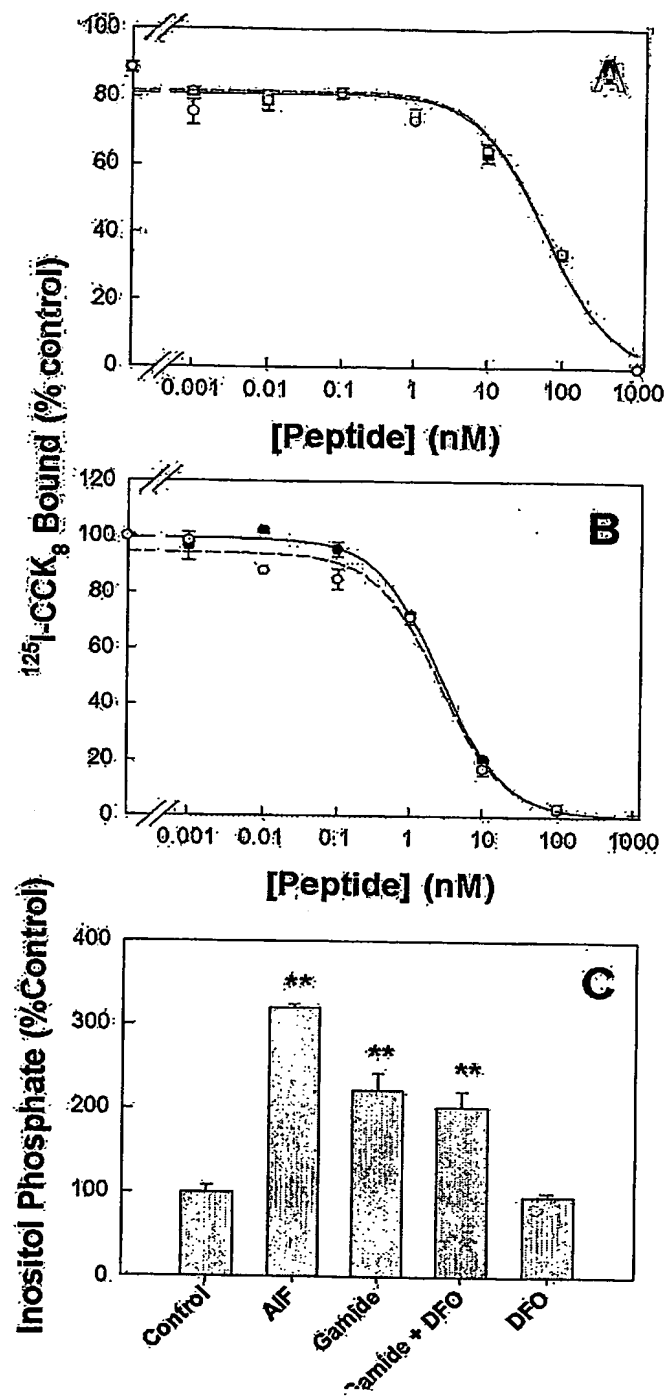 100
A
80
60
40
20
0
0.001 0.01 0.1 1 10 100 1000
[Peptide] (nM)
¹²⁵I-CCK₈ Bound (% control)
120
B
100
80
60
40
20
0
0.001 0.01 0.1 1 10 100 1000
[Peptide] (nM)
Inositol Phosphate (%Control)
400
C
300
200
100
0
**
**
**
Control
AIF
Gamide
Gamide + DFO
DFO